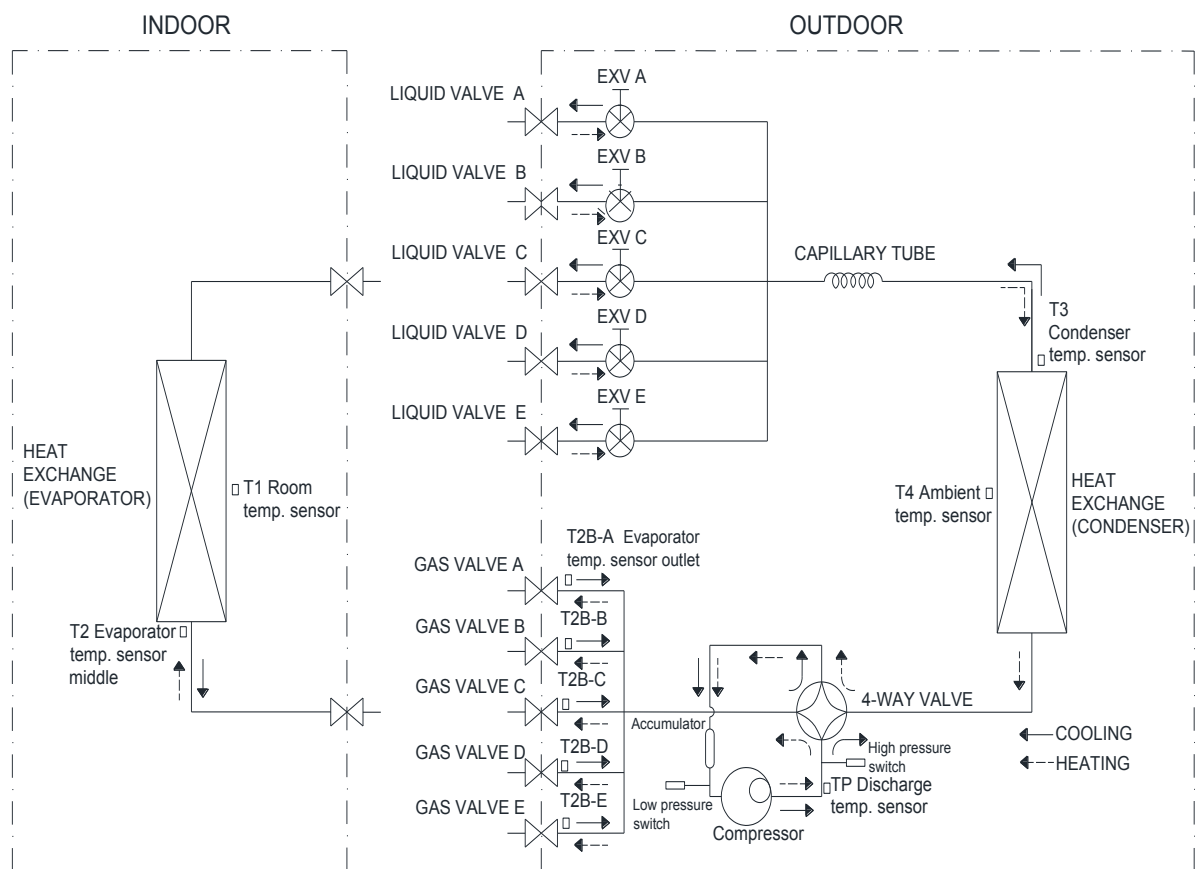 INDOOR
OUTDOOR
LIQUID VALVE A
EXV A
LIQUID VALVE B
EXV B
LIQUID VALVE C
EXV C
CAPILLARY TUBE
LIQUID VALVE D
EXV D
T3
Condenser
temp. sensor
LIQUID VALVE E
EXV E
HEAT
EXCHANGE
(EVAPORATOR)
T1 Room
temp. sensor
T4 Ambient
temp. sensor
HEAT
EXCHANGE
(CONDENSER)
T2B-A Evaporator
temp. sensor outlet
GAS VALVE A
T2B-B
GAS VALVE B
T2 Evaporator
temp. sensor
middle
T2B-C
GAS VALVE C
4-WAY VALVE
Accumulator
T2B-D
GAS VALVE D
High pressure
switch
COOLING
HEATING
T2B-E
GAS VALVE E
Low pressure
switch
TP Discharge
temp. sensor
Compressor